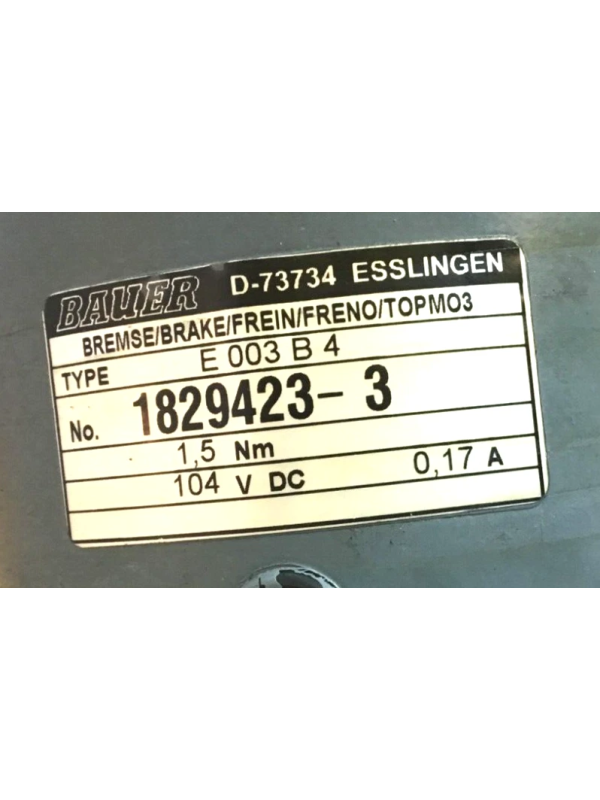 BAUER D-73734 ESSLINGEN
BREMSE/BRAKE/FREIN/FRENO/TOPMO3
TYPE E 003 B 4
No. 1829423- 3
1,5 Nm
104 V DC 0,17 A